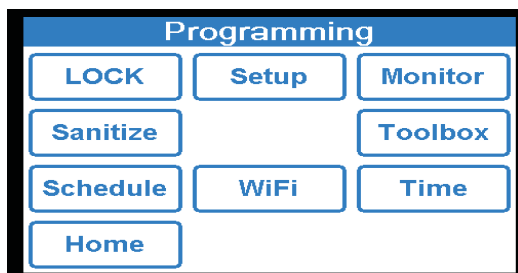 Programming
LOCK Setup Monitor
Sanitize Toolbox
Schedule WiFi Time
Home